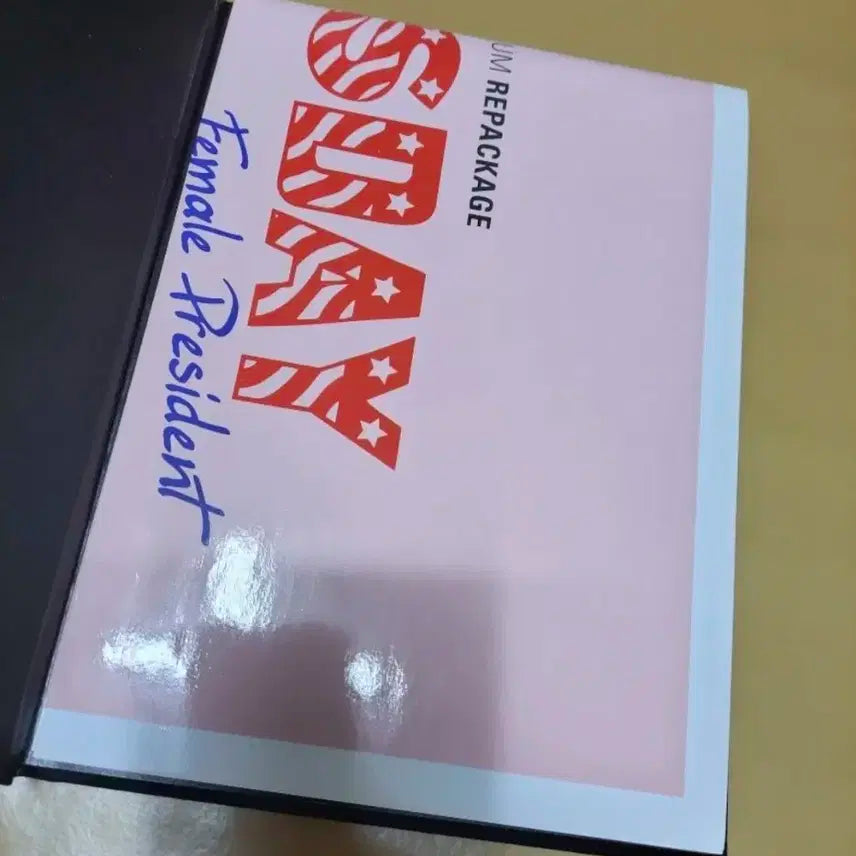 UM REPACKAGE
SDAY
Female President